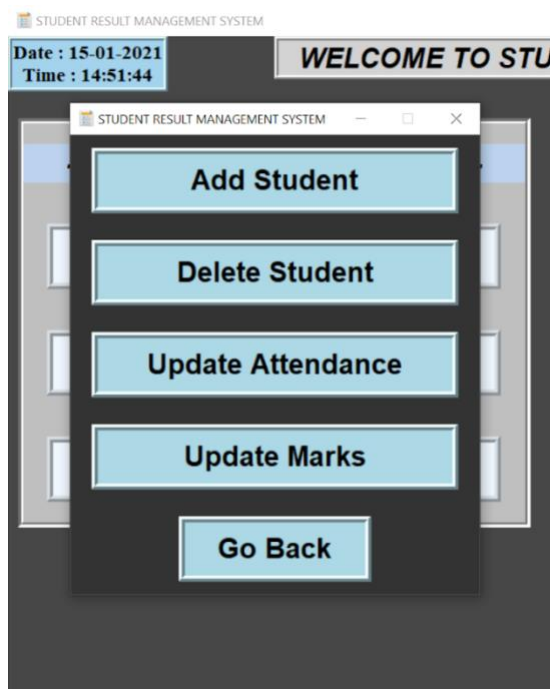 STUDENT RESULT MANAGEMENT SYSTEM
Date : 15-01-2021
Time : 14:51:44
WELCOME TO STU
STUDENT RESULT MANAGEMENT SYSTEM
Add Student
Delete Student
Update Attendance
Update Marks
Go Back